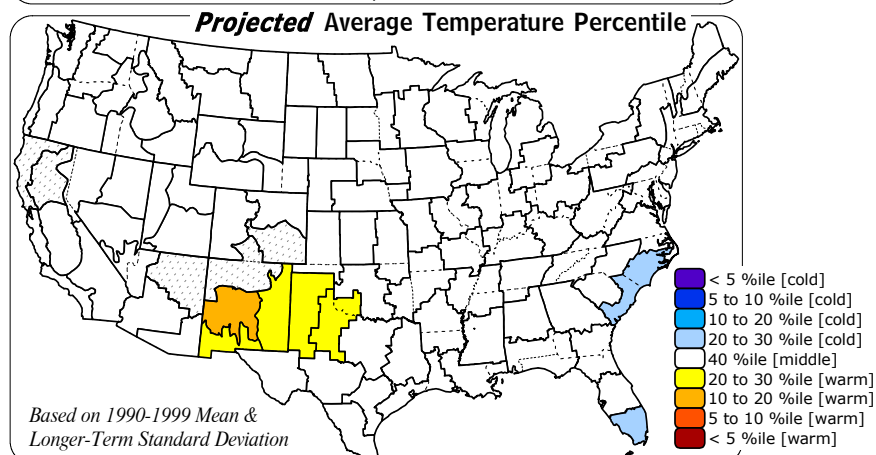 Projected Average Temperature Percentile
< 5 %ile [cold]
5 to 10 %ile [cold]
10 to 20 %ile [cold]
20 to 30 %ile [cold]
40 %ile [middle]
20 to 30 %ile [warm]
10 to 20 %ile [warm]
5 to 10 %ile [warm]
< 5 %ile [warm]
Based on 1990-1999 Mean &
Longer-Term Standard Deviation